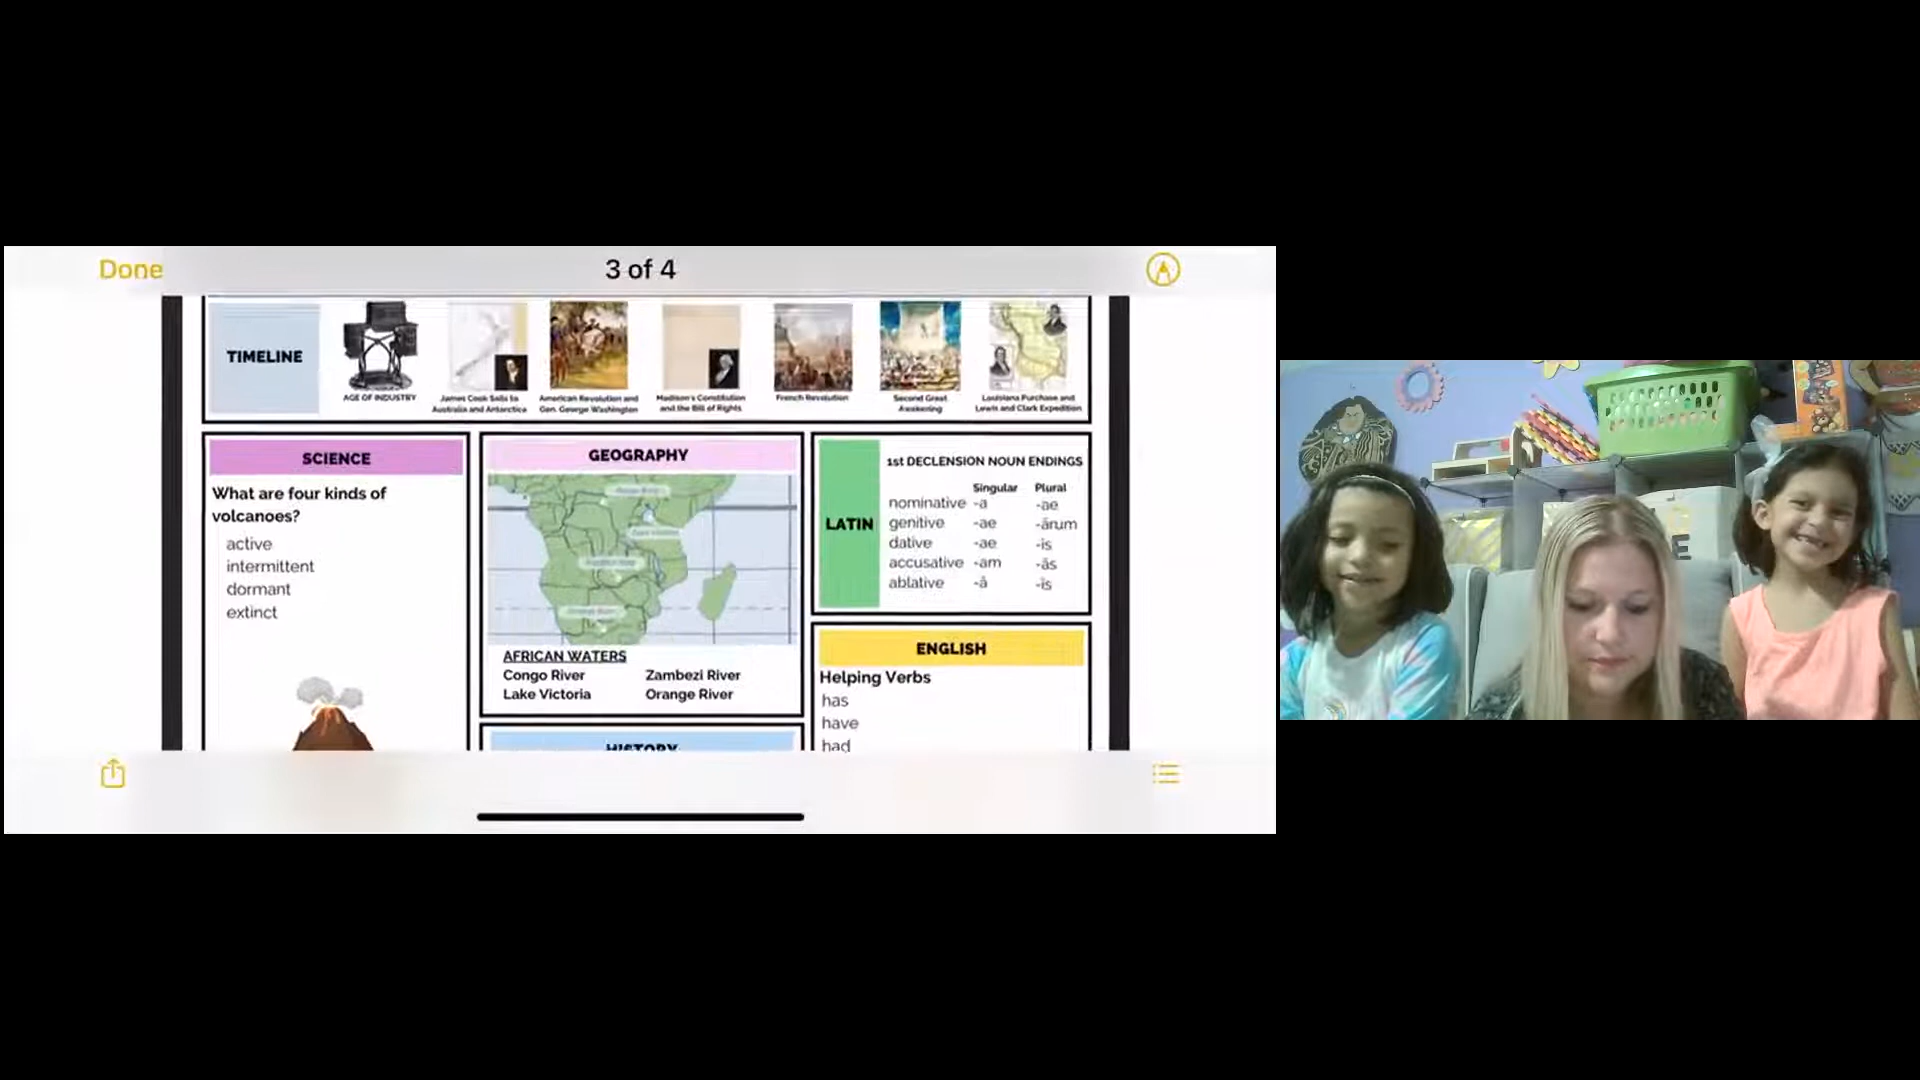 Done
3 of 4
TIMELINE
AGE OF INDUSTRY
James Cook Sails to
Australia and Antarctica
American Revolution and
Gen. George Washington
Madison's Constitution
and the Bill of Rights
French Revolution
Second Great
Awakening
Louisiana Purchase and
Lewis and Clark Expedition
SCIENCE
What are four kinds of
volcanoes?
active
intermittent
dormant
extinct
GEOGRAPHY
AFRICAN WATERS
Congo River
Zambezi River
Lake Victoria
Orange River
HISTORY
LATIN
1st DECLENSION NOUN ENDINGS
Singular Plural
nominative -a -ae
genitive -ae -ārum
dative -ae -īs
accusative -am -ās
ablative -ā -īs
ENGLISH
Helping Verbs
has
have
had